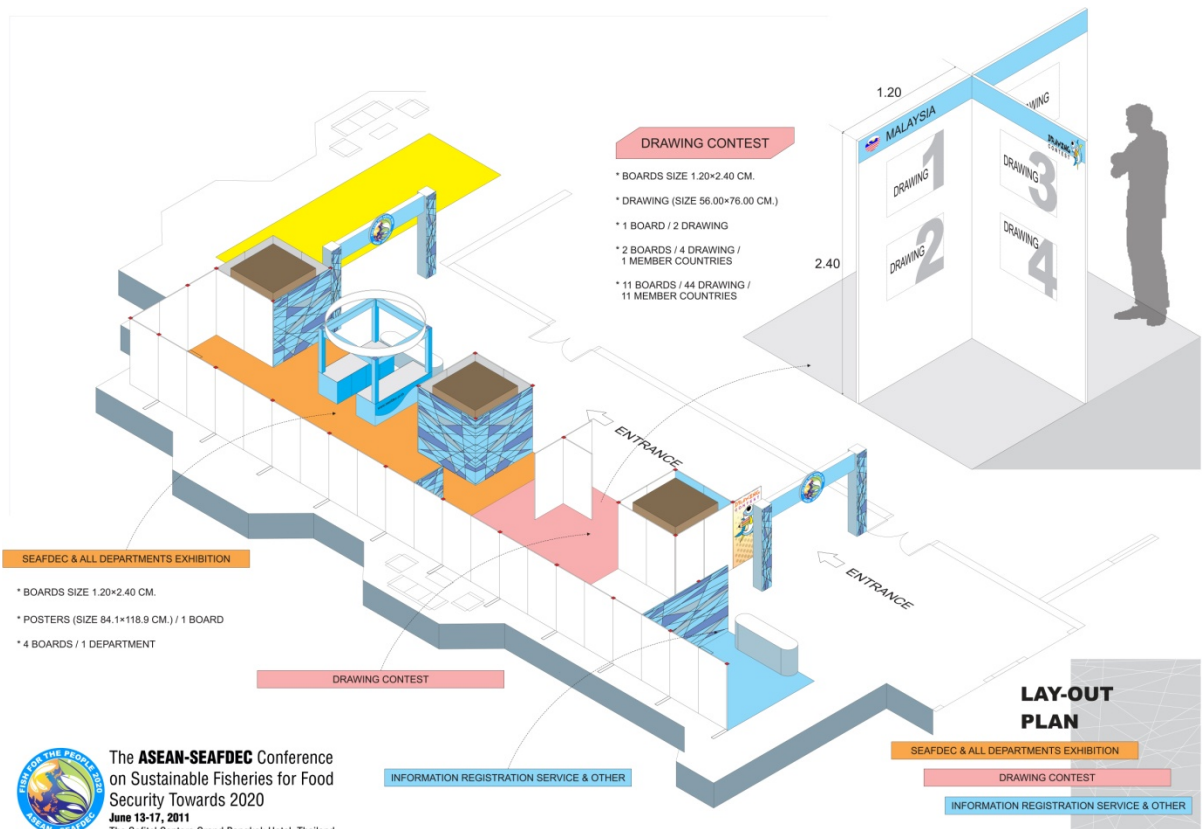 1.20
MALAYSIA
DRAWING 1
DRAWING 2
DRAWING 3
DRAWING 4
DRAWING
CONTEST
2.40
DRAWING CONTEST
* BOARDS SIZE 1.20×2.40 CM.
* DRAWING (SIZE 56.00×76.00 CM.)
* 1 BOARD / 2 DRAWING
* 2 BOARDS / 4 DRAWING /
1 MEMBER COUNTRIES
* 11 BOARDS / 44 DRAWING /
11 MEMBER COUNTRIES
ENTRANCE
ENTRANCE
SEAFDEC & ALL DEPARTMENTS EXHIBITION
* BOARDS SIZE 1.20×2.40 CM.
* POSTERS (SIZE 84.1×118.9 CM.) / 1 BOARD
* 4 BOARDS / 1 DEPARTMENT
DRAWING CONTEST
INFORMATION REGISTRATION SERVICE & OTHER
LAY-OUT
PLAN
SEAFDEC & ALL DEPARTMENTS EXHIBITION
DRAWING CONTEST
INFORMATION REGISTRATION SERVICE & OTHER
FISH FOR THE PEOPLE 2020
ASEAN - SEAFDEC
The ASEAN-SEAFDEC Conference
on Sustainable Fisheries for Food
Security Towards 2020
June 13-17, 2011